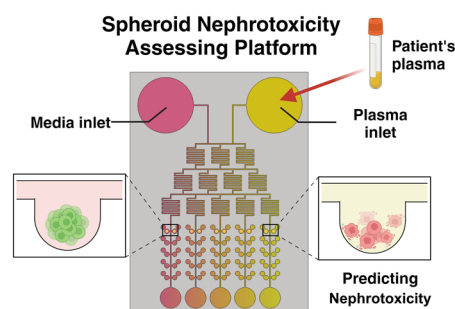 Spheroid Nephrotoxicity
Assessing Platform
Patient's
plasma
Media inlet
Plasma
inlet
Predicting
Nephrotoxicity